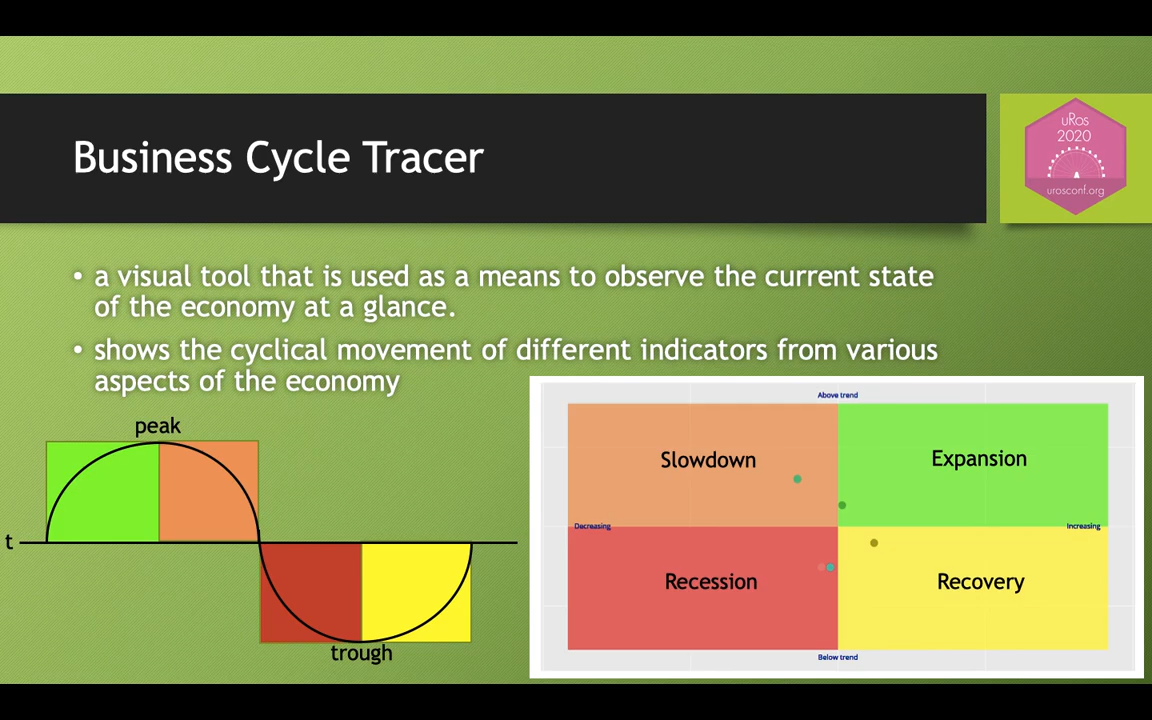 Business Cycle Tracer
uRos
2020
urosconf.org
• a visual tool that is used as a means to observe the current state
of the economy at a glance.
• shows the cyclical movement of different indicators from various
aspects of the economy
peak
t
trough
Above trend
Slowdown
Expansion
Decreasing
Increasing
Recession
Recovery
Below trend